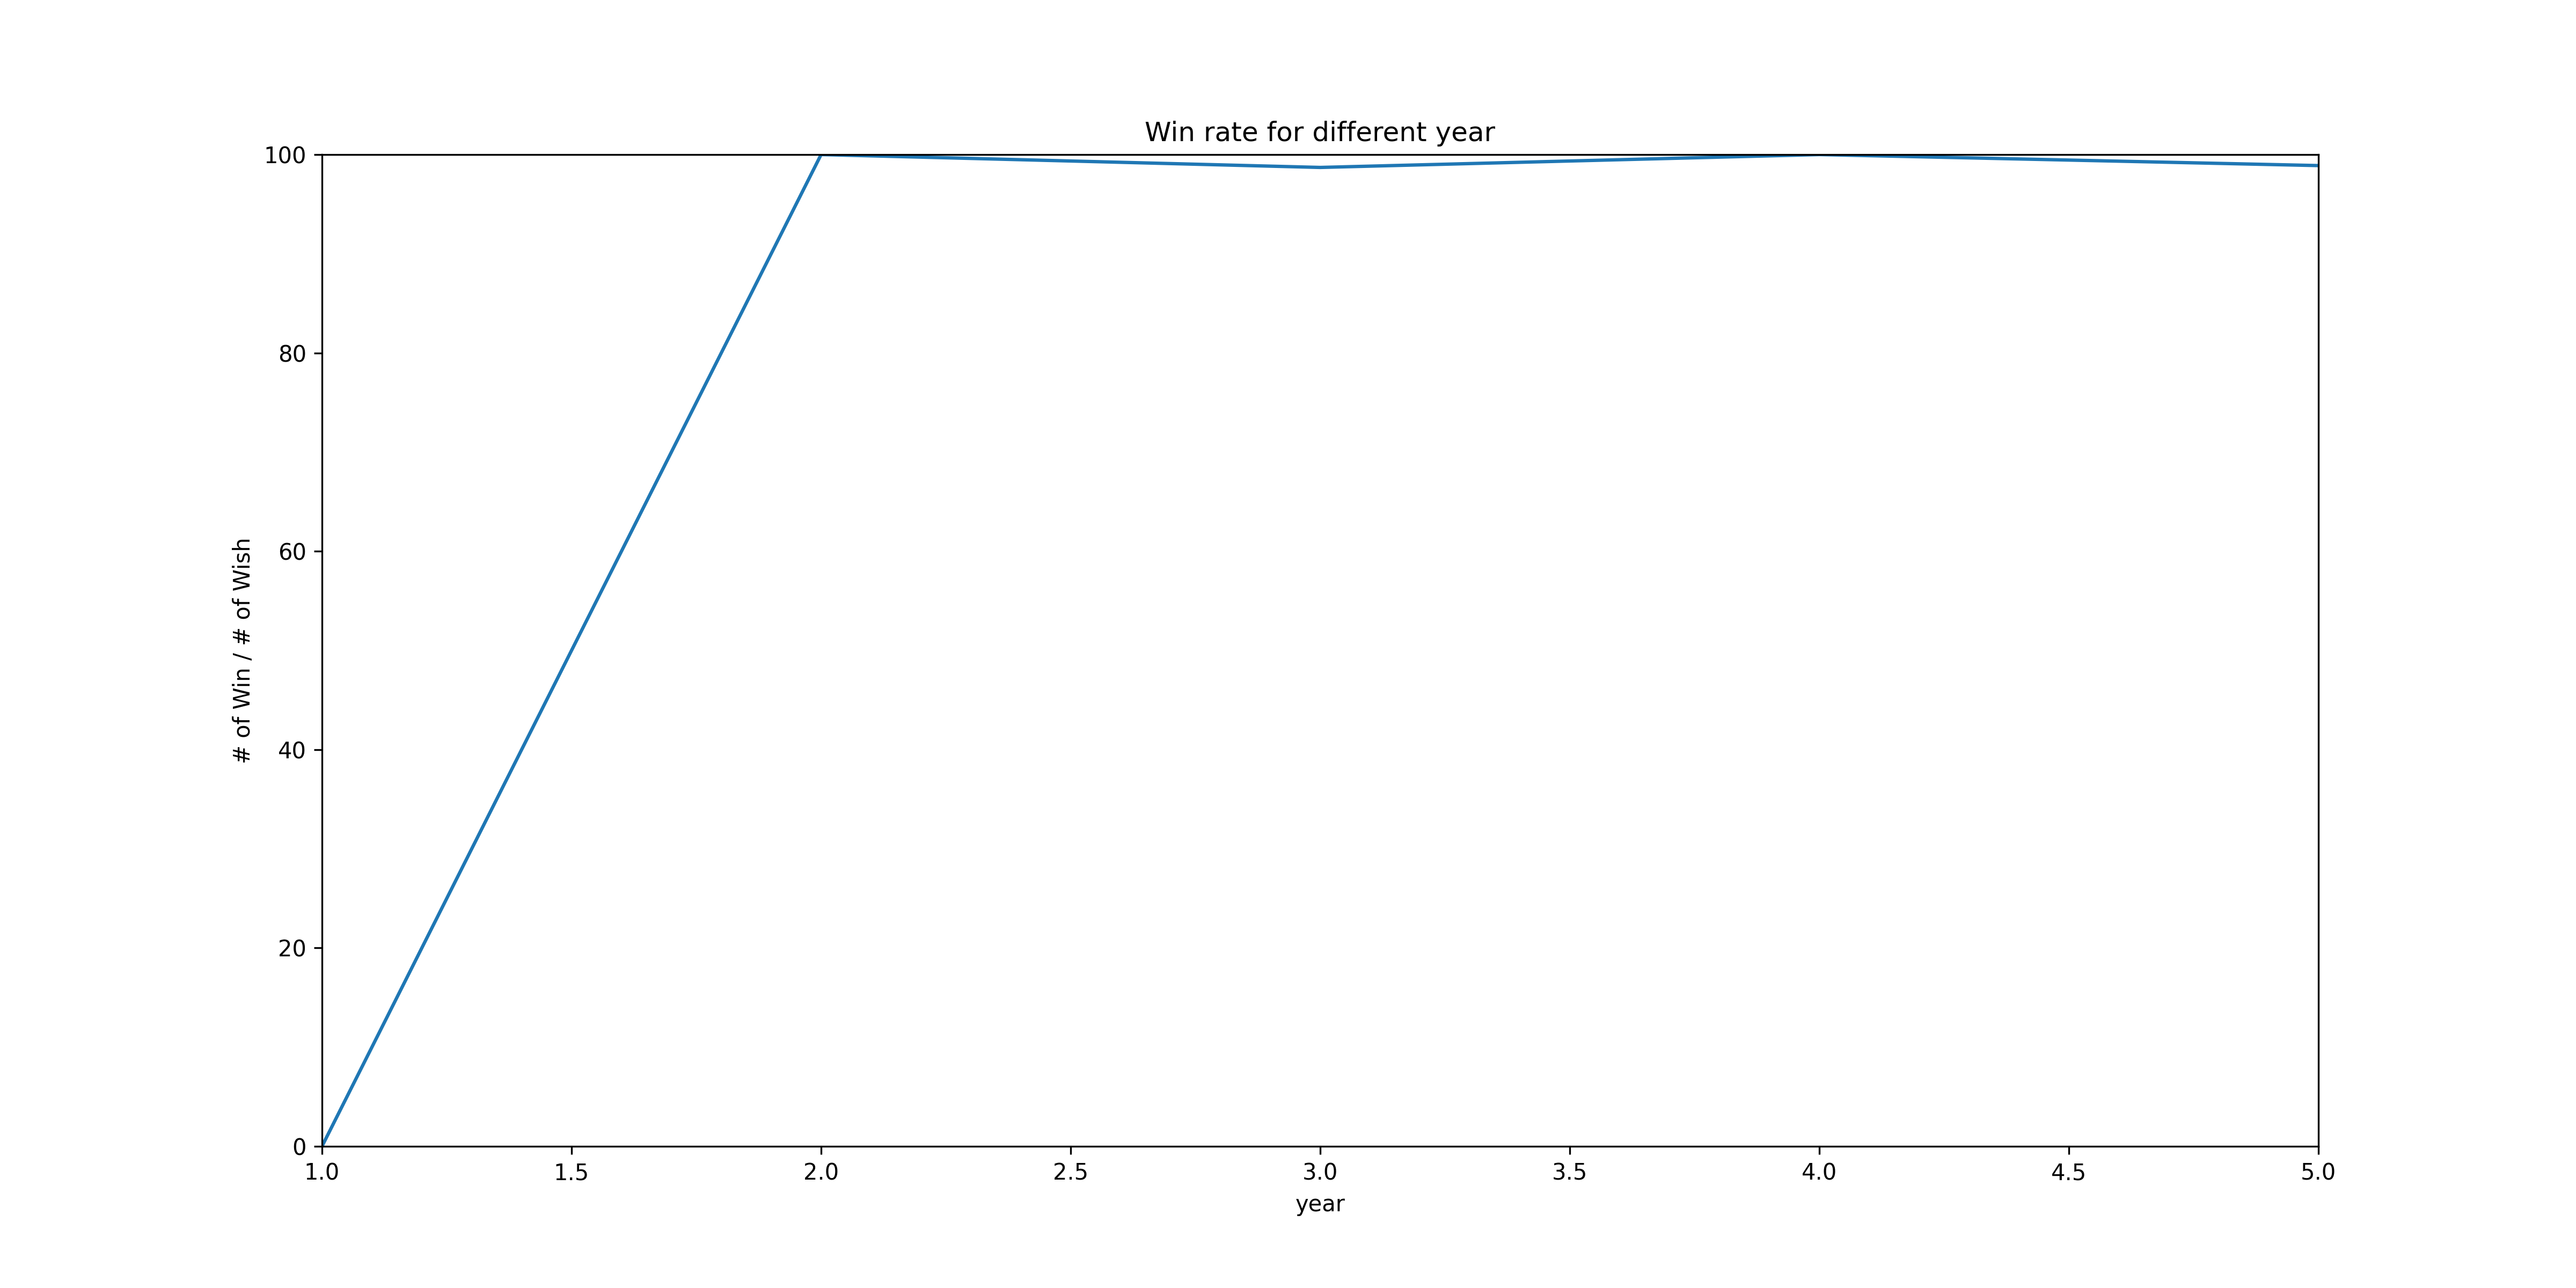 Win rate for different year
100
80
60
40
20
0
# of Win / # of Wish
1.0 1.5 2.0 2.5 3.0 3.5 4.0 4.5 5.0
year